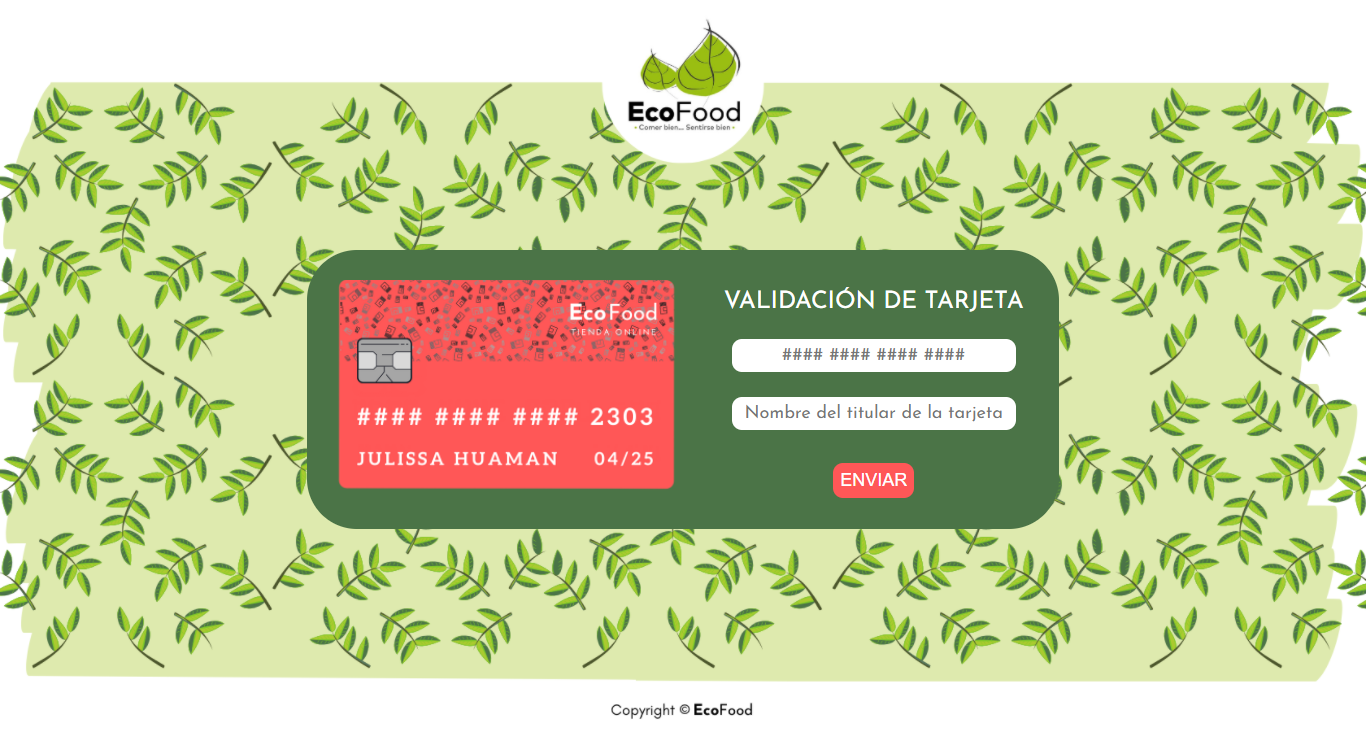 EcoFood
• Comer bien... Sentirse bien •
EcoFood
TIENDA ONLINE
#### #### #### 2303
JULISSA HUAMAN 04/25
VALIDACIÓN DE TARJETA
#### #### #### ####
Nombre del titular de la tarjeta
ENVIAR
Copyright © EcoFood